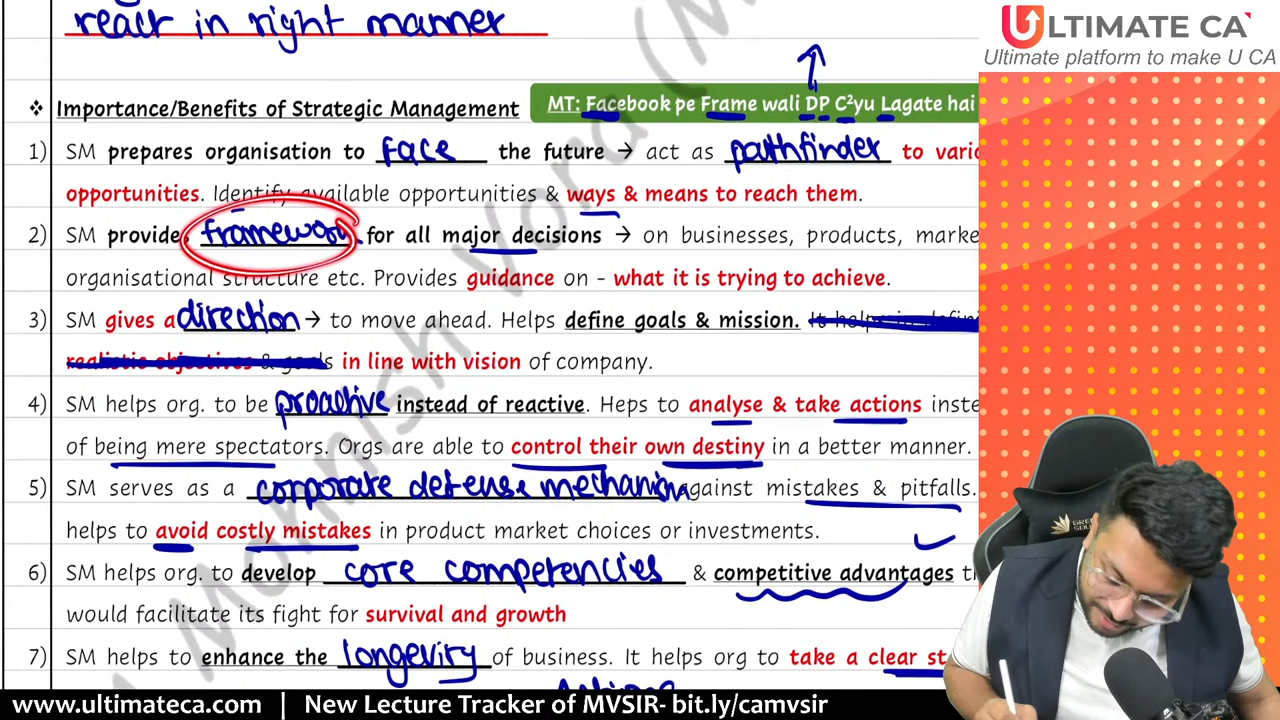 react in right manner
ULTIMATE CA
Ultimate platform to make U CA
❖ Importance/Benefits of Strategic Management
MT: Facebook pe Frame wali DP C²yu Lagate hai
1) SM prepares organisation to face the future → act as pathfinder to vari
opportunities. Identify available opportunities & ways & means to reach them.
2) SM provide framework for all major decisions → on businesses, products, marke
organisational structure etc. Provides guidance on - what it is trying to achieve.
3) SM gives a direction → to move ahead. Helps define goals & mission. It helps in defin
realistic objectives & goals in line with vision of company.
4) SM helps org. to be proactive instead of reactive. Heps to analyse & take actions inste
of being mere spectators. Orgs are able to control their own destiny in a better manner.
5) SM serves as a corporate defense mechanism against mistakes & pitfalls.
helps to avoid costly mistakes in product market choices or investments.
6) SM helps org. to develop core competencies & competitive advantages t
would facilitate its fight for survival and growth
7) SM helps to enhance the longevity of business. It helps org to take a clear st
www.ultimateca.com | New Lecture Tracker of MVSIR- bit.ly/camvsir